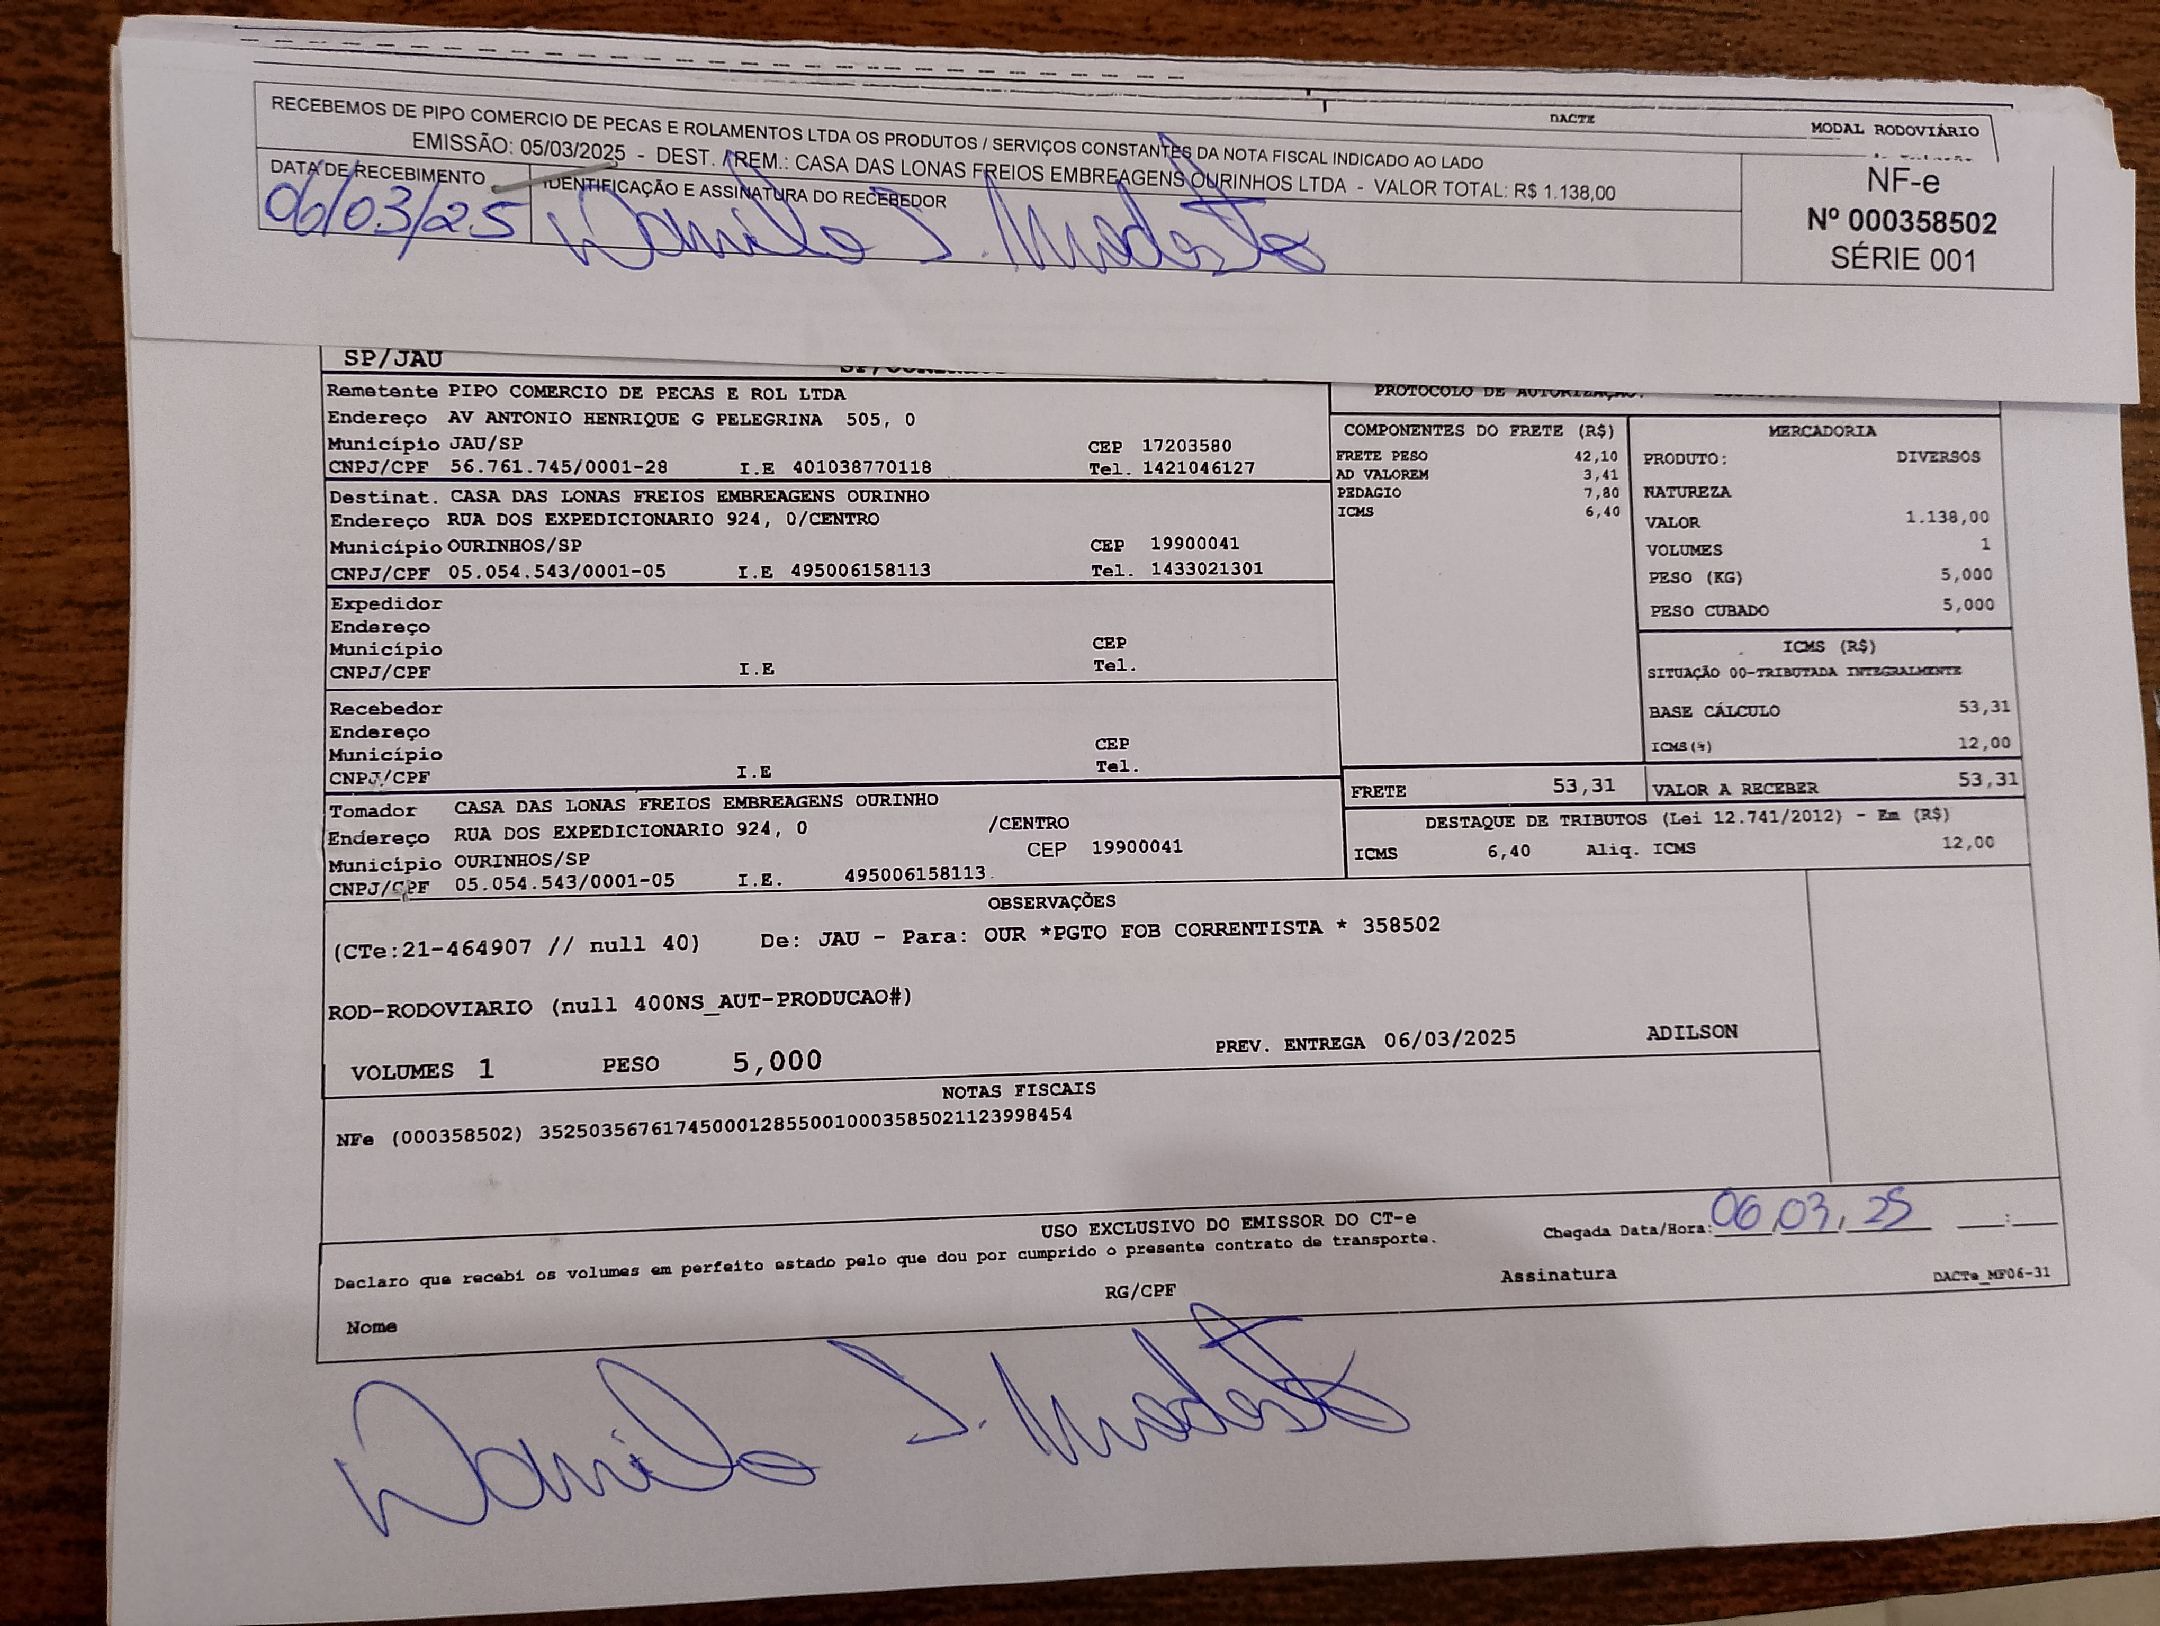 DACTE
MODAL RODOVIÁRIO
RECEBEMOS DE PIPO COMERCIO DE PECAS E ROLAMENTOS LTDA OS PRODUTOS / SERVIÇOS CONSTANTES DA NOTA FISCAL INDICADO AO LADO
EMISSÃO: 05/03/2025 - DEST. / REM.: CASA DAS LONAS FREIOS EMBREAGENS OURINHOS LTDA - VALOR TOTAL: R$ 1.138,00
DATA DE RECEBIMENTO
06/03/25
IDENTIFICAÇÃO E ASSINATURA DO RECEBEDOR
Danilo J. Modesto
NF-e
Nº 000358502
SÉRIE 001
SP/JAU
Remetente PIPO COMERCIO DE PECAS E ROL LTDA
Endereço AV ANTONIO HENRIQUE G PELEGRINA 505, 0
Município JAU/SP CEP 17203580
CNPJ/CPF 56.761.745/0001-28 I.E 401038770118 Tel. 1421046127
Destinat. CASA DAS LONAS FREIOS EMBREAGENS OURINHO
Endereço RUA DOS EXPEDICIONARIO 924, 0/CENTRO
Município OURINHOS/SP CEP 19900041
CNPJ/CPF 05.054.543/0001-05 I.E 495006158113 Tel. 1433021301
Expedidor
Endereço
Município CEP
CNPJ/CPF I.E Tel.
Recebedor
Endereço
Município CEP
CNPJ/CPF I.E Tel.
Tomador CASA DAS LONAS FREIOS EMBREAGENS OURINHO
Endereço RUA DOS EXPEDICIONARIO 924, 0 /CENTRO
Município OURINHOS/SP CEP 19900041
CNPJ/CPF 05.054.543/0001-05 I.E. 495006158113
PROTOCOLO DE AUTORIZAÇÃO:
COMPONENTES DO FRETE (R$)
FRETE PESO 42,10
AD VALOREM 3,41
PEDAGIO 7,80
ICMS 6,40
MERCADORIA
PRODUTO: DIVERSOS
NATUREZA
VALOR 1.138,00
VOLUMES 1
PESO (KG) 5,000
PESO CUBADO 5,000
ICMS (R$)
SITUAÇÃO 00-TRIBUTADA INTEGRALMENTE
BASE CÁLCULO 53,31
ICMS(%) 12,00
FRETE 53,31 VALOR A RECEBER 53,31
DESTAQUE DE TRIBUTOS (Lei 12.741/2012) - Em (R$)
ICMS 6,40 Aliq. ICMS 12,00
OBSERVAÇÕES
(CTe:21-464907 // null 40) De: JAU - Para: OUR *PGTO FOB CORRENTISTA * 358502
ROD-RODOVIARIO (null 400NS_AUT-PRODUCAO#)
VOLUMES 1 PESO 5,000 PREV. ENTREGA 06/03/2025 ADILSON
NOTAS FISCAIS
NFe (000358502) 35250356761745000128550010003585021123998454
USO EXCLUSIVO DO EMISSOR DO CT-e
Declaro que recebi os volumes em perfeito estado pelo que dou por cumprido o presente contrato de transporte.
Chegada Data/Hora: 06/03/25 :
Nome RG/CPF Assinatura DACTe_MF06-31
Danilo J. Modesto